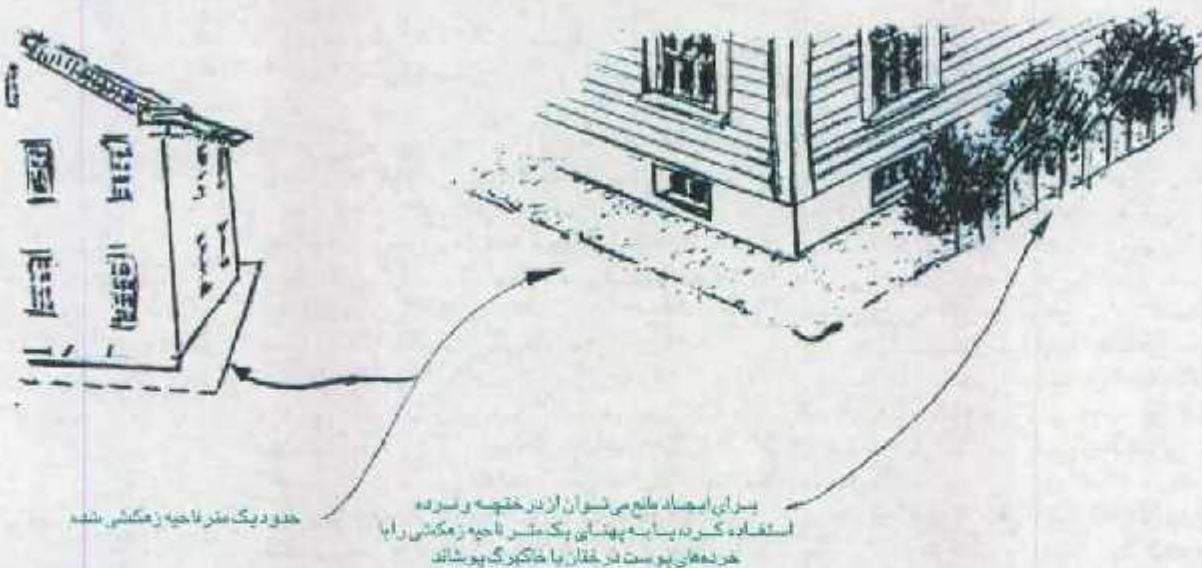 برای ایجاد مانع می‌توان از درختچه و نرده
استفاده کرد، یا به پهنای یک متر ناحیه زهکشی را با
خرده‌های پوست درختان یا خاکبرگ پوشاند
حدود یک متر ناحیه زهکشی شده